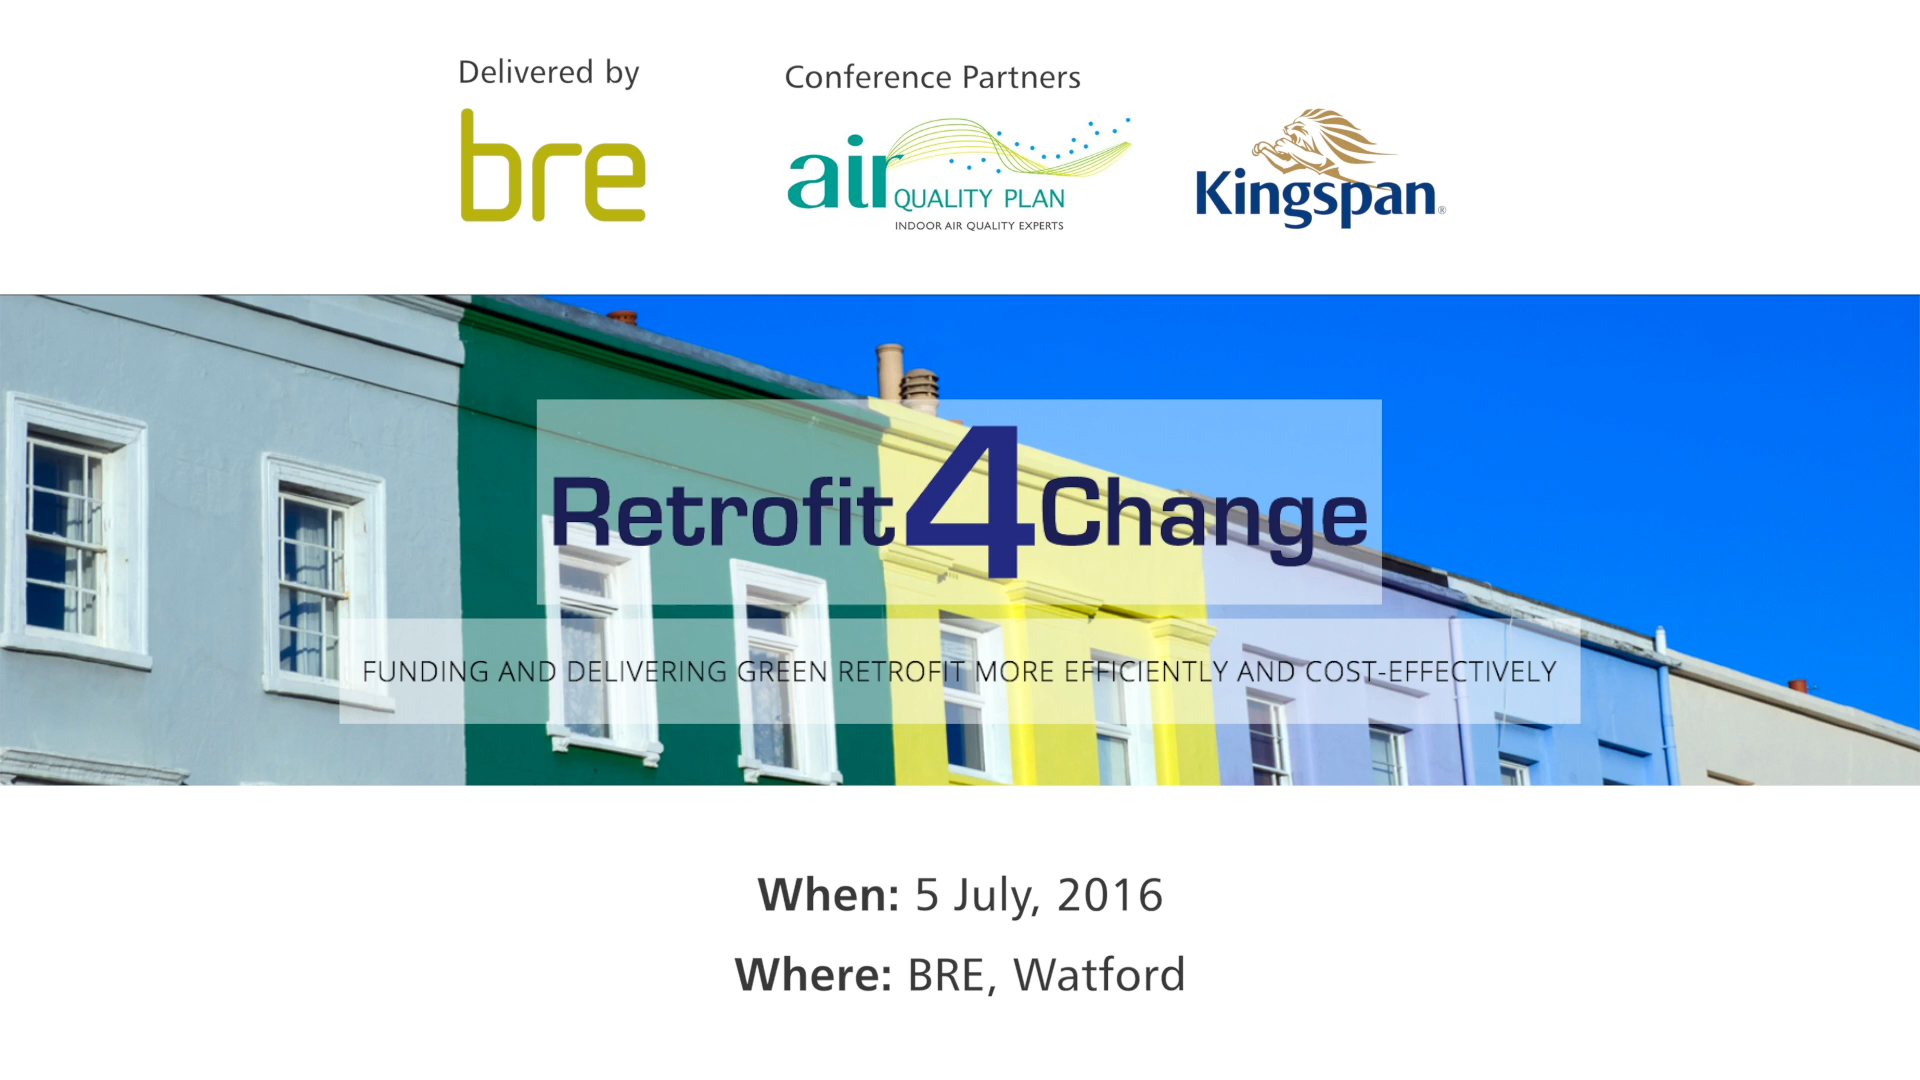 Delivered by
Conference Partners
bre
air QUALITY PLAN
INDOOR AIR QUALITY EXPERTS
Kingspan®
Retrofit4Change
FUNDING AND DELIVERING GREEN RETROFIT MORE EFFICIENTLY AND COST-EFFECTIVELY
When: 5 July, 2016
Where: BRE, Watford